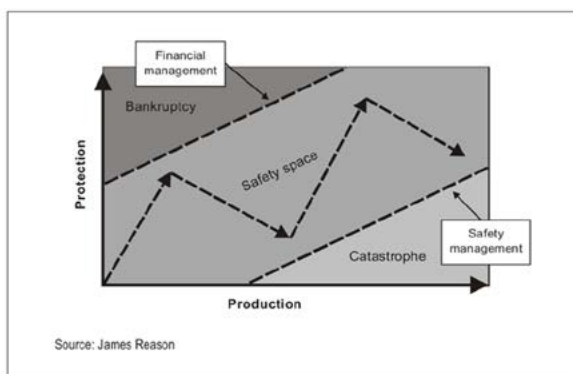 Financial
management
Bankruptcy
Protection
Safety space
Safety
management
Catastrophe
Production
Source: James Reason